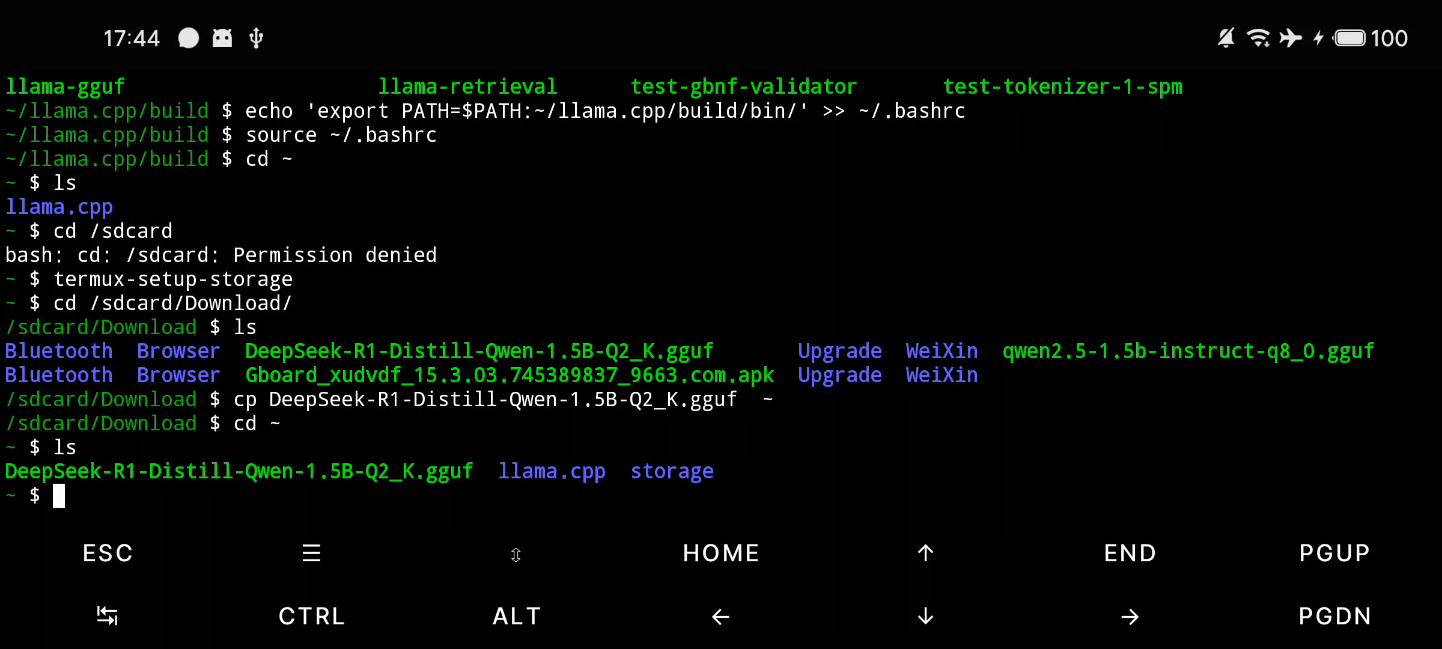 17:44 100
llama-gguf llama-retrieval test-gbnf-validator test-tokenizer-1-spm
~/llama.cpp/build $ echo 'export PATH=$PATH:~/llama.cpp/build/bin/' >> ~/.bashrc
~/llama.cpp/build $ source ~/.bashrc
~/llama.cpp/build $ cd ~
~ $ ls
llama.cpp
~ $ cd /sdcard
bash: cd: /sdcard: Permission denied
~ $ termux-setup-storage
~ $ cd /sdcard/Download/
/sdcard/Download $ ls
Bluetooth Browser DeepSeek-R1-Distill-Qwen-1.5B-Q2_K.gguf Upgrade WeiXin qwen2.5-1.5b-instruct-q8_0.gguf
Bluetooth Browser Gboard_xudvdf_15.3.03.745389837_9663.com.apk Upgrade WeiXin
/sdcard/Download $ cp DeepSeek-R1-Distill-Qwen-1.5B-Q2_K.gguf  ~
/sdcard/Download $ cd ~
~ $ ls
DeepSeek-R1-Distill-Qwen-1.5B-Q2_K.gguf llama.cpp storage
~ $
ESC ☰ ⇳ HOME ↑ END PGUP
↹ CTRL ALT ← ↓ → PGDN